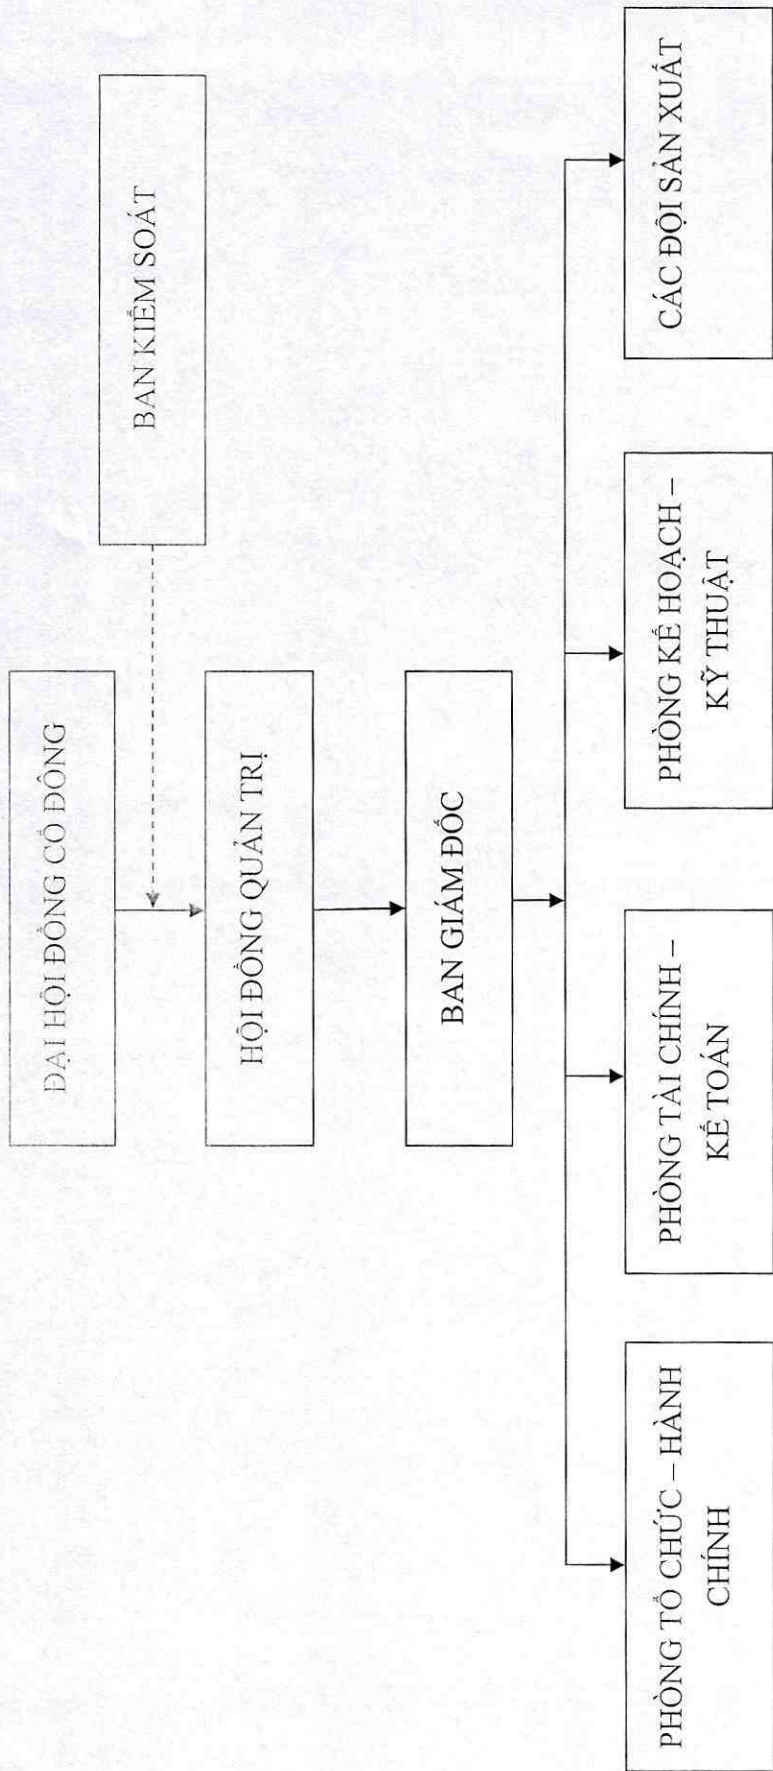 ĐẠI HỘI ĐỒNG CỔ ĐÔNG
BAN KIỂM SOÁT
HỘI ĐỒNG QUẢN TRỊ
BAN GIÁM ĐỐC
PHÒNG TỔ CHỨC – HÀNH
CHÍNH
PHÒNG TÀI CHÍNH –
KẾ TOÁN
PHÒNG KẾ HOẠCH –
KỸ THUẬT
CÁC ĐỘI SẢN XUẤT